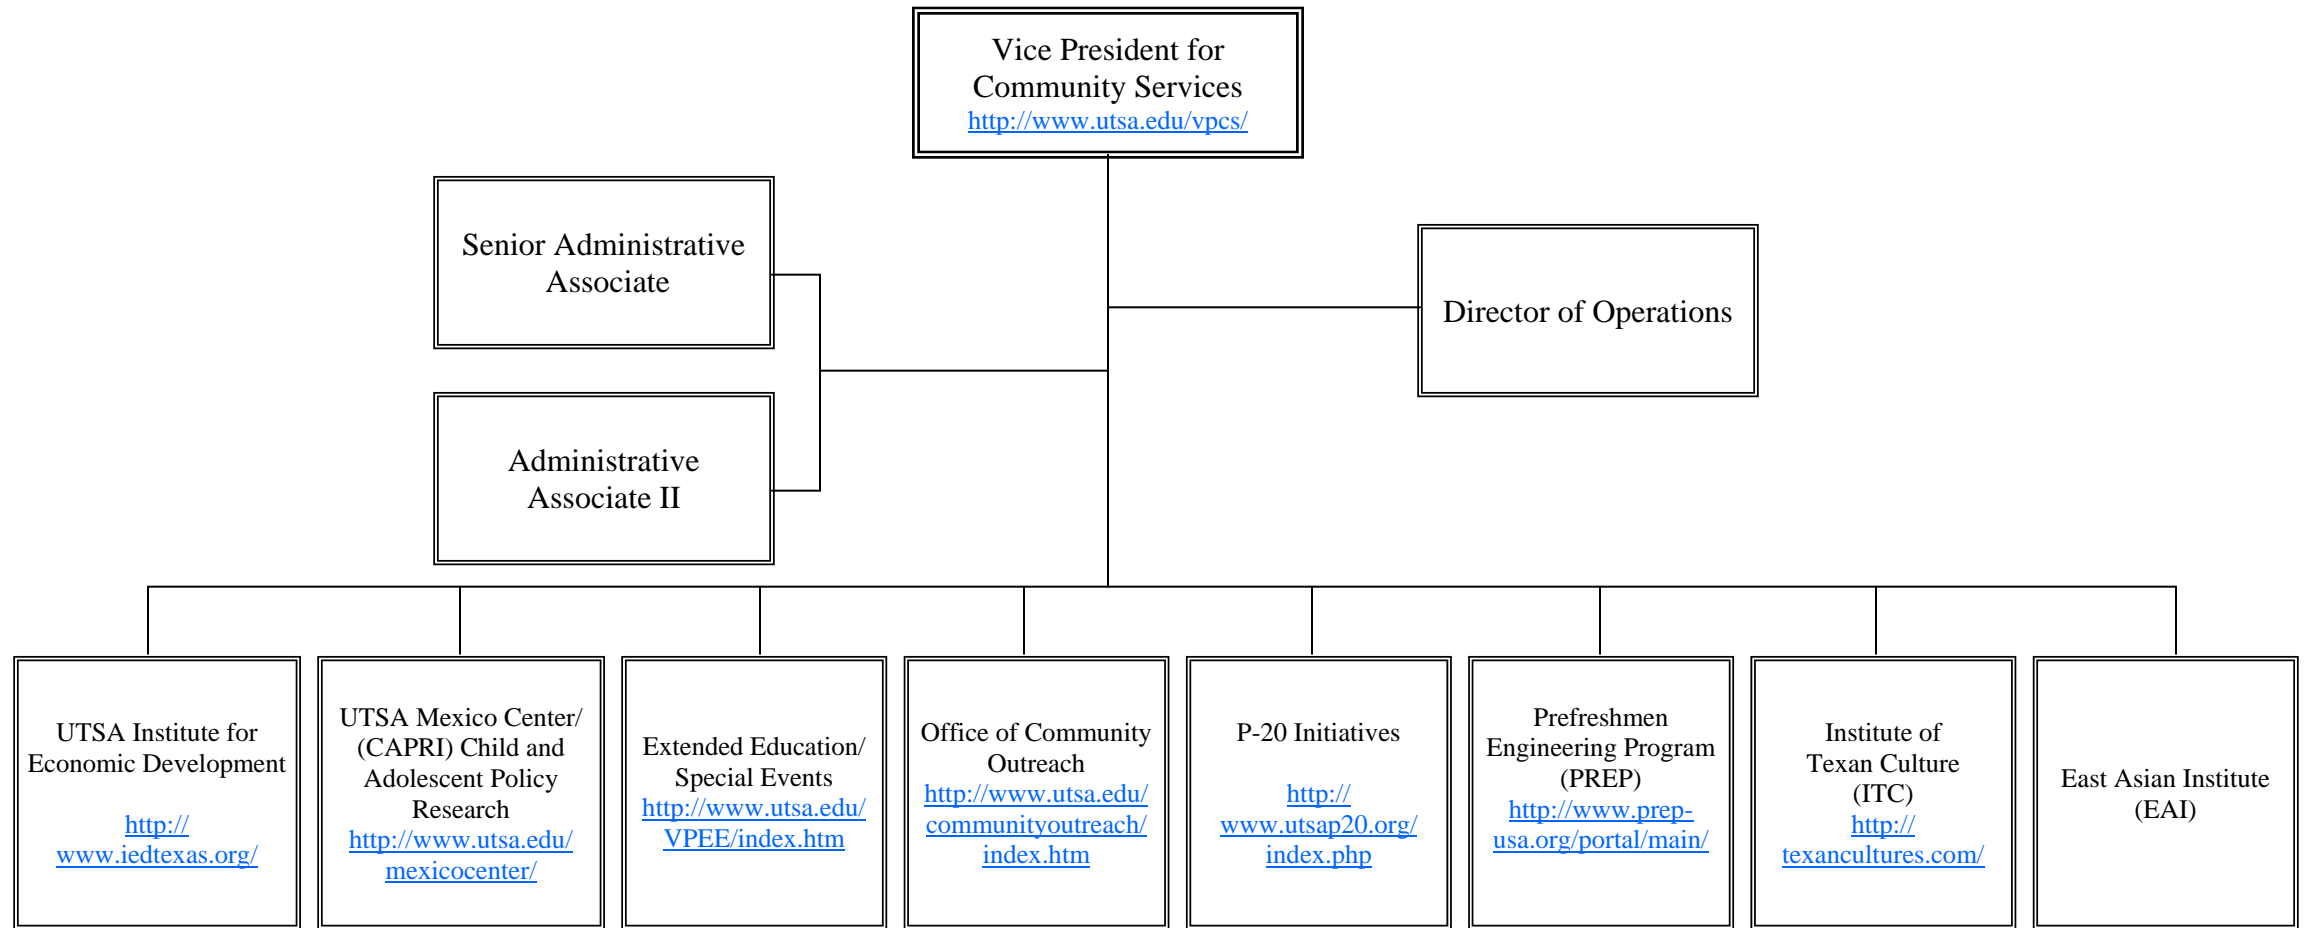 Vice President for
Community Services
http://www.utsa.edu/vpcs/
Senior Administrative
Associate
Director of Operations
Administrative
Associate II
UTSA Institute for
Economic Development
http://
www.iedtexas.org/
UTSA Mexico Center/
(CAPRI) Child and
Adolescent Policy
Research
http://www.utsa.edu/
mexicocenter/
Extended Education/
Special Events
http://www.utsa.edu/
VPEE/index.htm
Office of Community
Outreach
http://www.utsa.edu/
communityoutreach/
index.htm
P-20 Initiatives
http://
www.utsap20.org/
index.php
Prefreshmen
Engineering Program
(PREP)
http://www.prep-
usa.org/portal/main/
Institute of
Texan Culture
(ITC)
http://
texancultures.com/
East Asian Institute
(EAI)